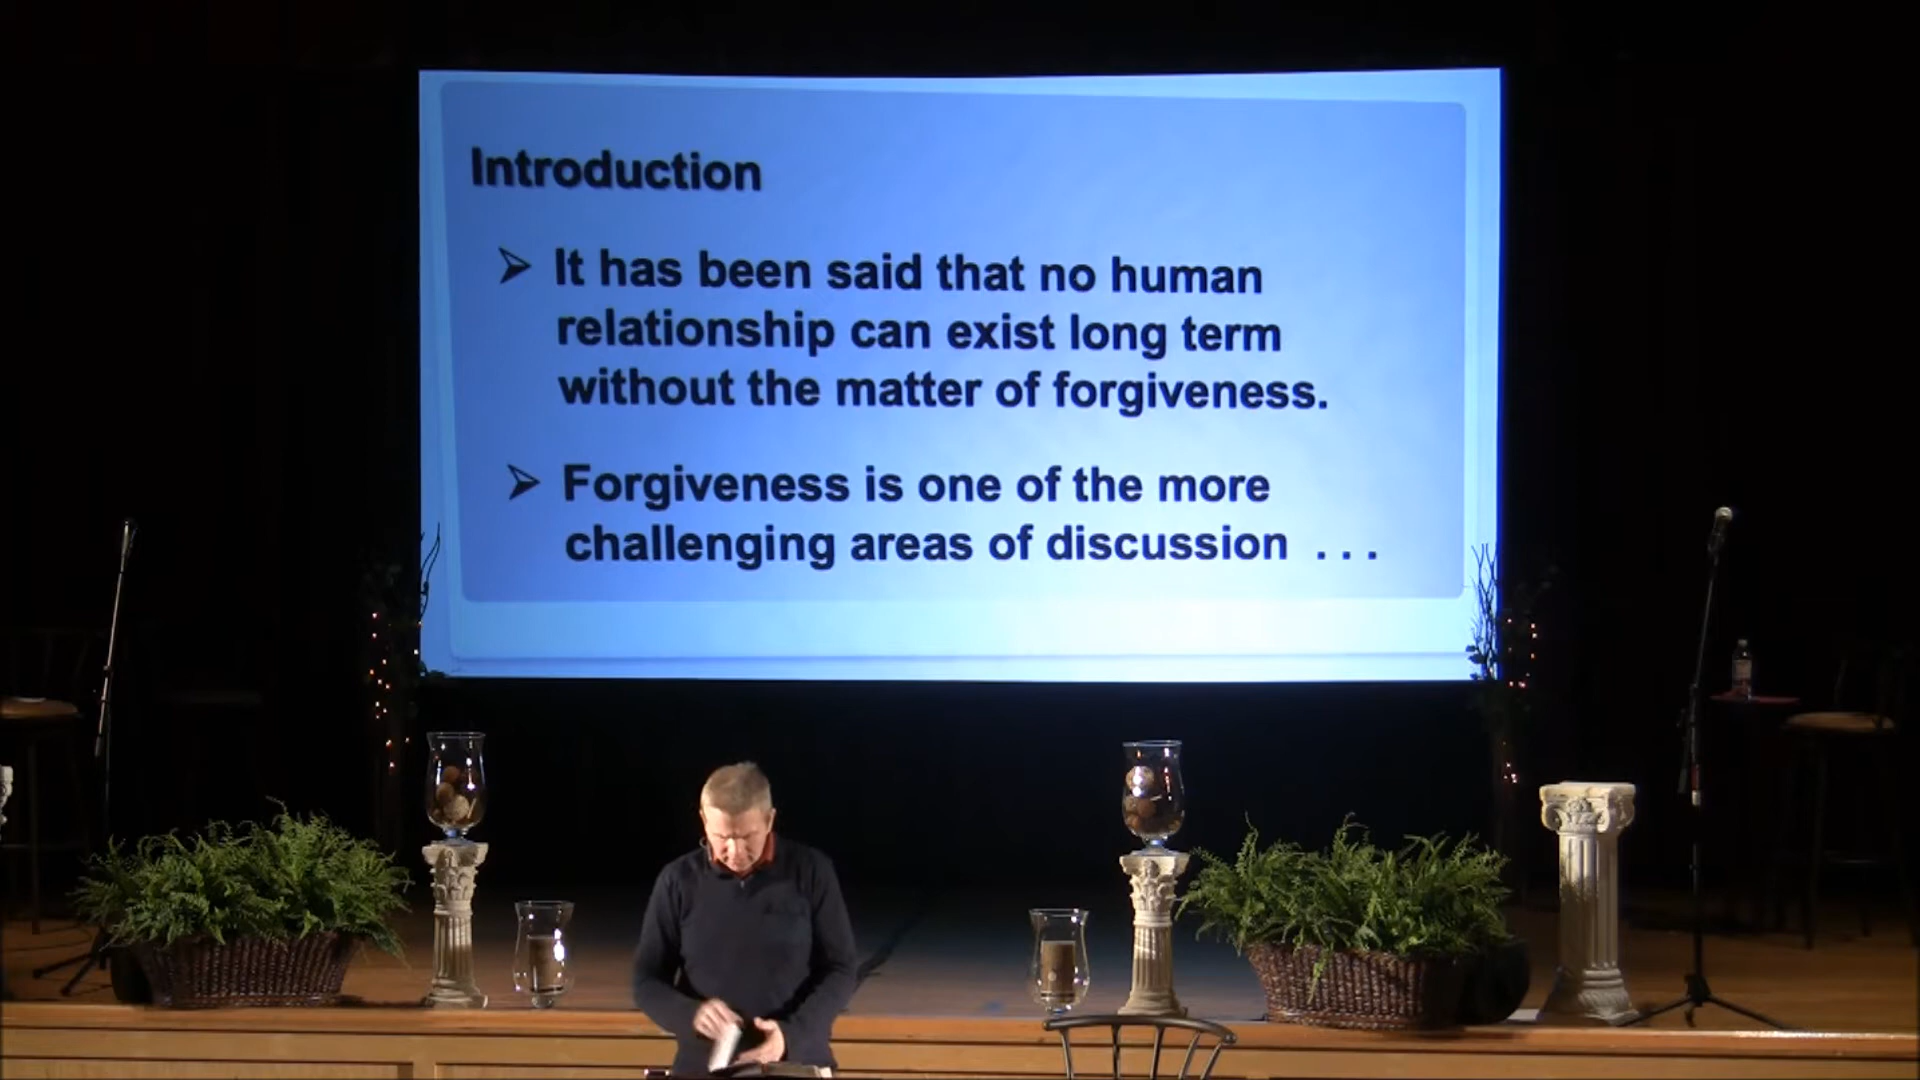 Introduction
➢ It has been said that no human
relationship can exist long term
without the matter of forgiveness.
➢ Forgiveness is one of the more
challenging areas of discussion . . .